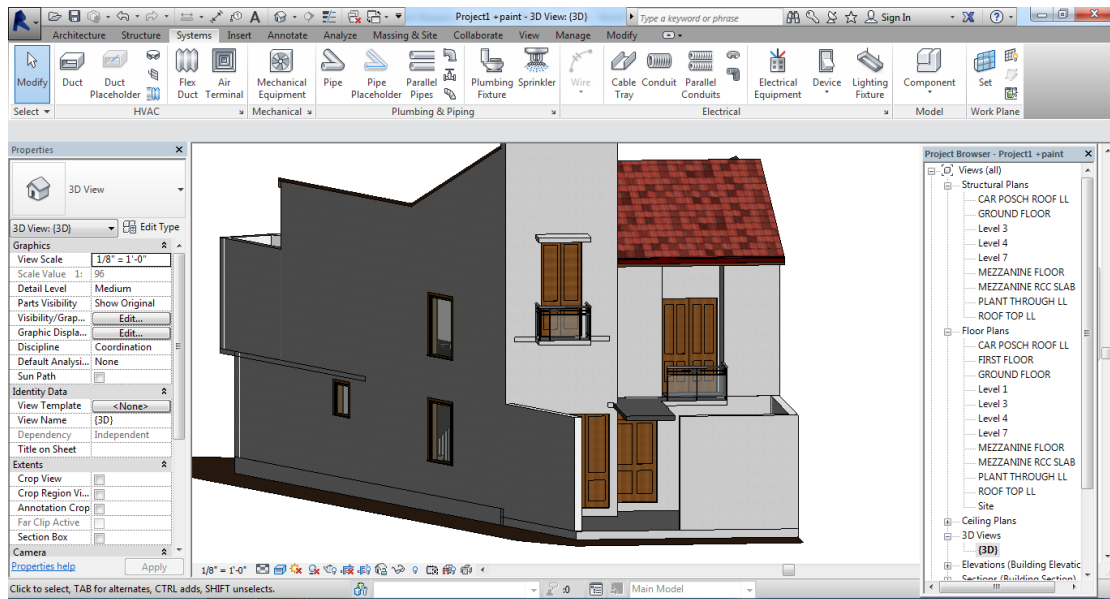 Project1 +paint - 3D View: {3D}
Type a keyword or phrase
Sign In
Architecture Structure Systems Insert Annotate Analyze Massing & Site Collaborate View Manage Modify
Modify
Duct
Duct Placeholder
Flex Duct
Air Terminal
Mechanical Equipment
Pipe
Pipe Placeholder
Parallel Pipes
Plumbing Fixture
Sprinkler
Wire
Cable Tray
Conduit
Parallel Conduits
Electrical Equipment
Device
Lighting Fixture
Component
Set
Select HVAC Mechanical Plumbing & Piping Electrical Model Work Plane
Properties
3D View
3D View: {3D} Edit Type
Graphics
View Scale 1/8" = 1'-0"
Scale Value 1: 96
Detail Level Medium
Parts Visibility Show Original
Visibility/Grap... Edit...
Graphic Displa... Edit...
Discipline Coordination
Default Analysi... None
Sun Path
Identity Data
View Template <None>
View Name {3D}
Dependency Independent
Title on Sheet
Extents
Crop View
Crop Region Vi...
Annotation Crop
Far Clip Active
Section Box
Camera
Properties help Apply
1/8" = 1'-0"
Project Browser - Project1 +paint
Views (all)
Structural Plans
CAR POSCH ROOF LL
GROUND FLOOR
Level 3
Level 4
Level 7
MEZZANINE FLOOR
MEZZANINE RCC SLAB
PLANT THROUGH LL
ROOF TOP LL
Floor Plans
CAR POSCH ROOF LL
FIRST FLOOR
GROUND FLOOR
Level 1
Level 3
Level 4
Level 7
MEZZANINE FLOOR
MEZZANINE RCC SLAB
PLANT THROUGH LL
ROOF TOP LL
Site
Ceiling Plans
3D Views
{3D}
Elevations (Building Elevatic
Sections (Building Section)
Click to select, TAB for alternates, CTRL adds, SHIFT unselects.
:0
Main Model